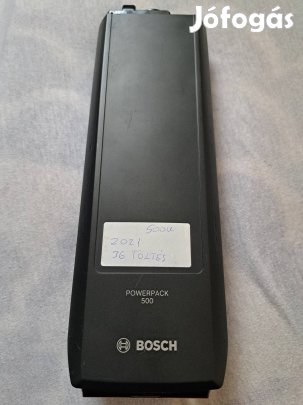 Jófogás
500W
2021
36 TÖLTÉS
POWERPACK
500
BOSCH